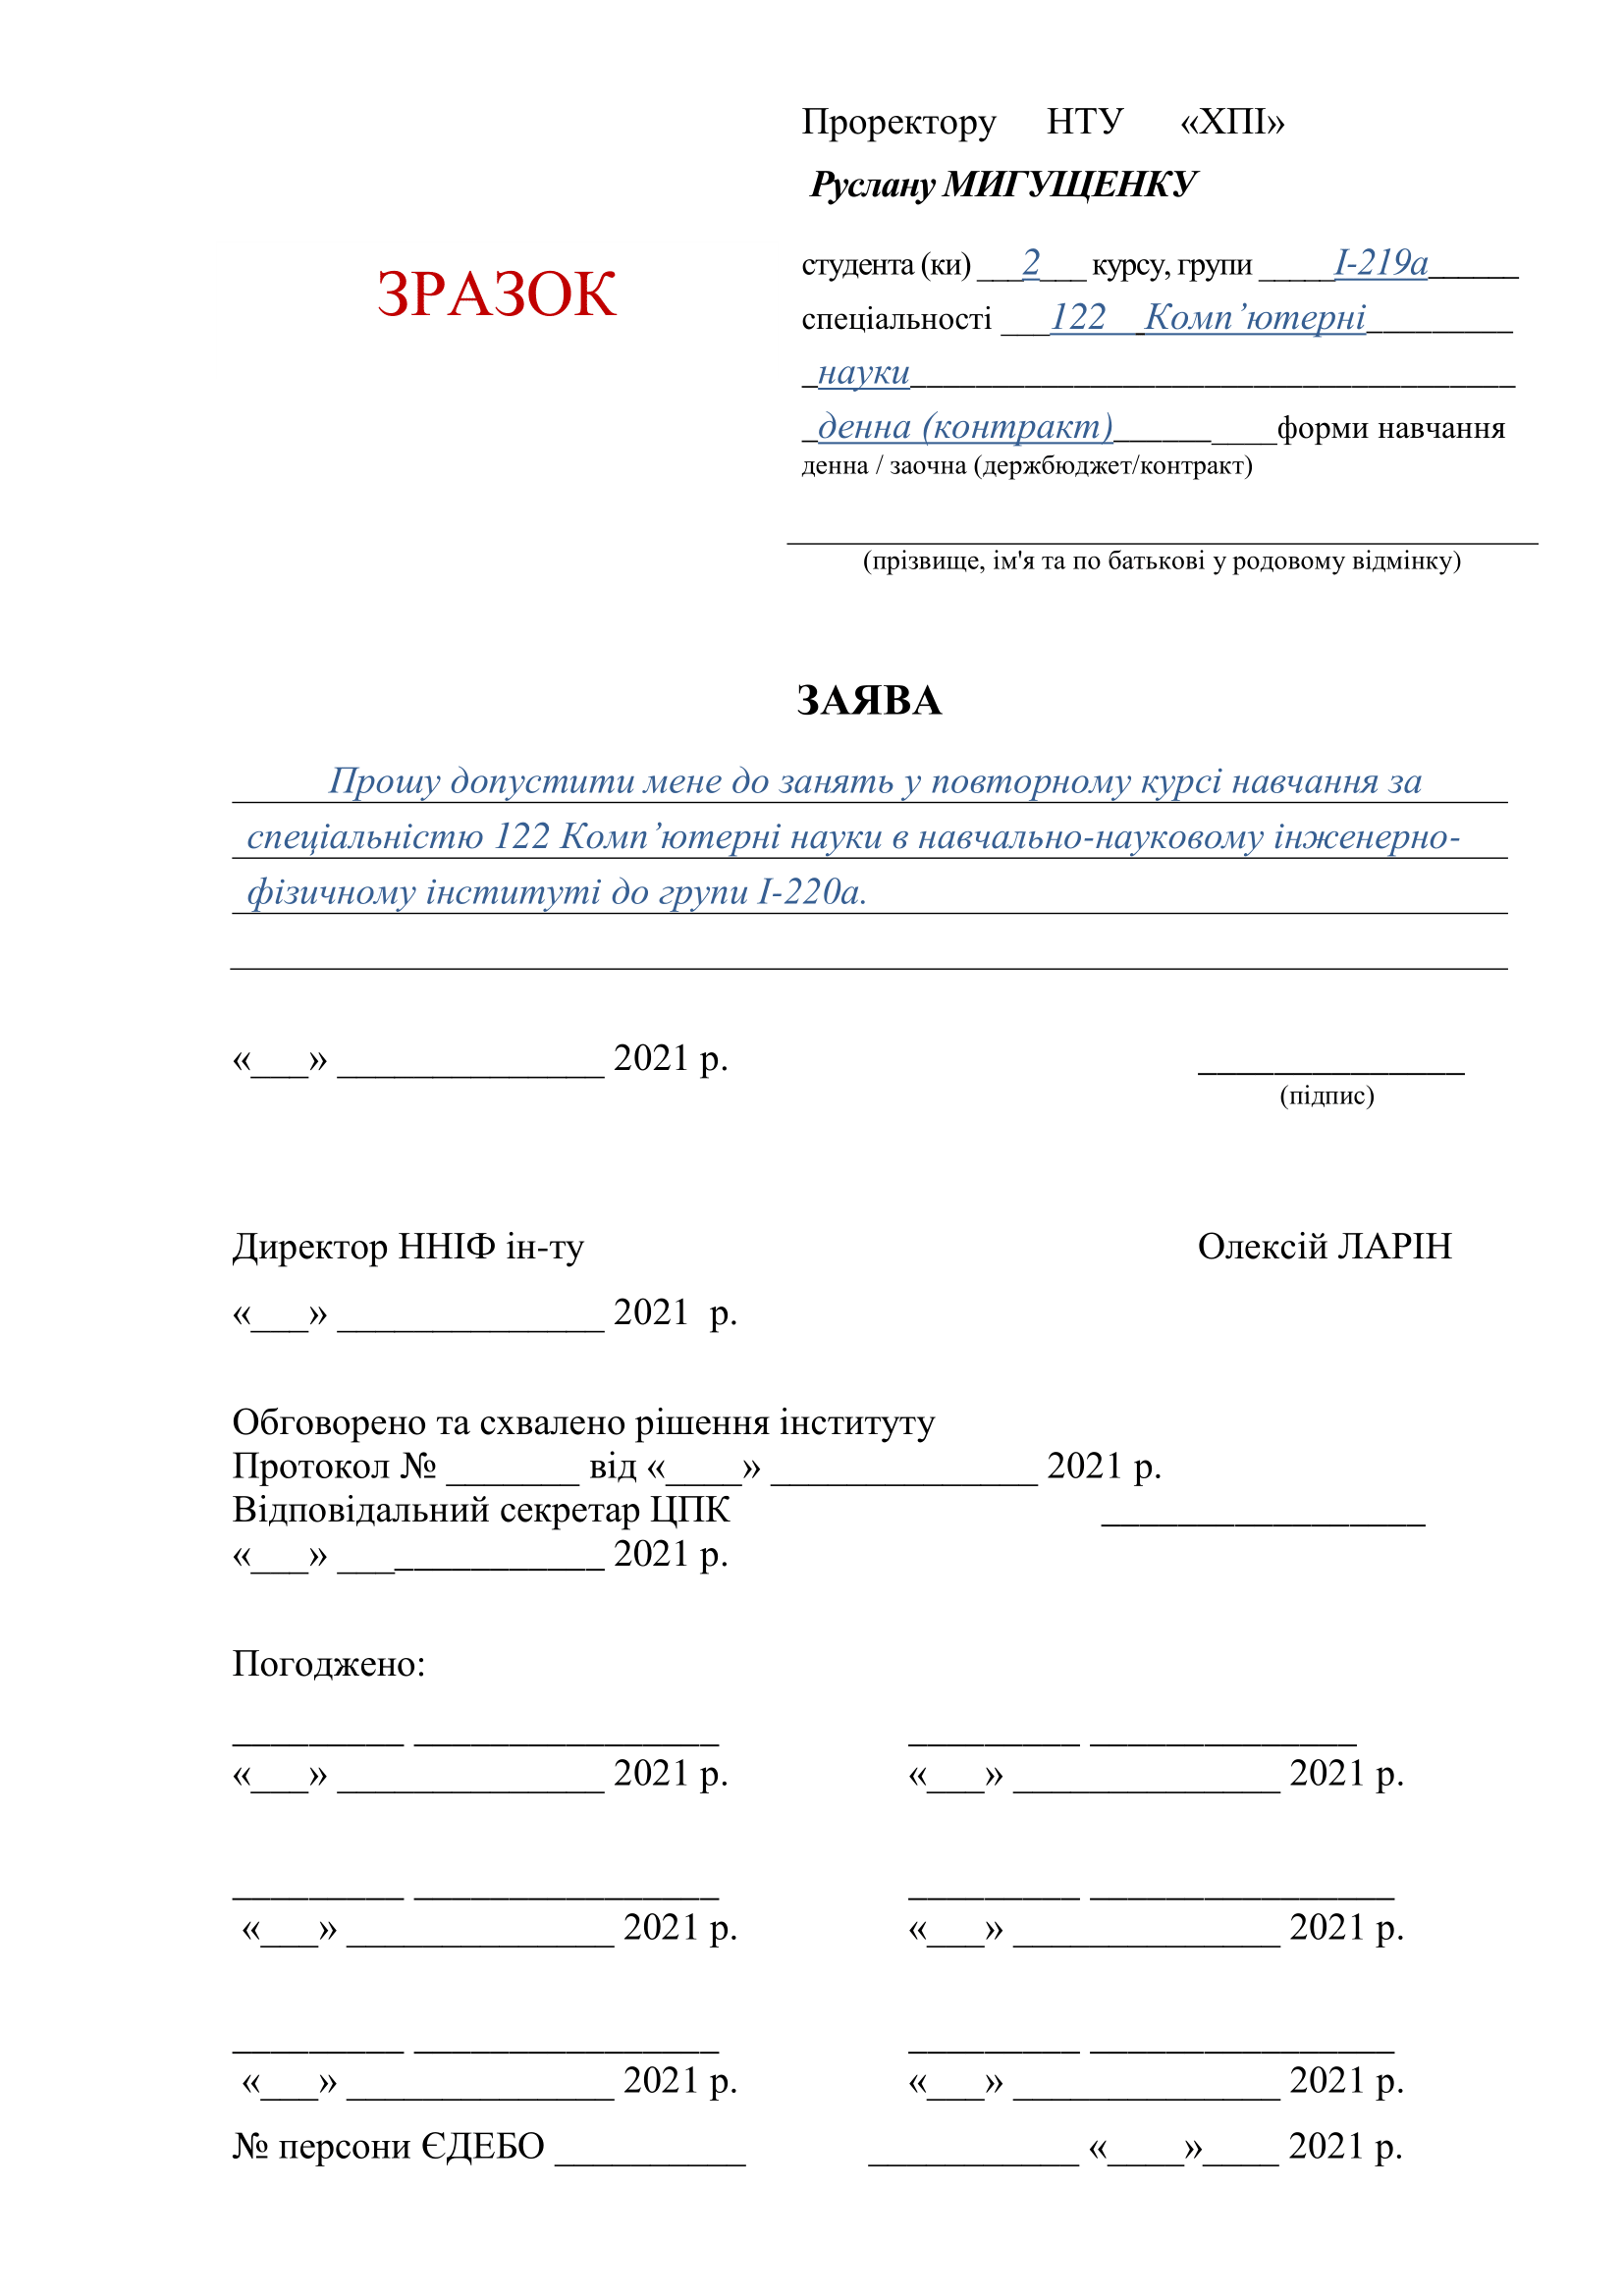 Проректору НТУ «ХПІ»
Руслану МИГУЩЕНКУ
ЗРАЗОК
студента (ки) ___2___ курсу, групи _____І-219а______
спеціальності ___122 _Комп’ютерні_________
_науки_____________________________________
_денна (контракт)__________форми навчання
денна / заочна (держбюджет/контракт)
(прізвище, ім'я та по батькові у родовому відмінку)
ЗАЯВА
Прошу допустити мене до занять у повторному курсі навчання за
спеціальністю 122 Комп’ютерні науки в навчально-науковому інженерно-
фізичному інституті до групи І-220а.
«___» ______________ 2021 р. ______________
(підпис)
Директор ННІФ ін-ту Олексій ЛАРІН
«___» ______________ 2021 р.
Обговорено та схвалено рішення інституту
Протокол № _______ від «____» ______________ 2021 р.
Відповідальний секретар ЦПК _________________
«___» ______________ 2021 р.
Погоджено:
_________ ________________ _________ ______________
«___» ______________ 2021 р. «___» ______________ 2021 р.
_________ ________________ _________ ________________
«___» ______________ 2021 р. «___» ______________ 2021 р.
_________ ________________ _________ ________________
«___» ______________ 2021 р. «___» ______________ 2021 р.
№ персони ЄДЕБО __________ ___________ «____»____ 2021 р.